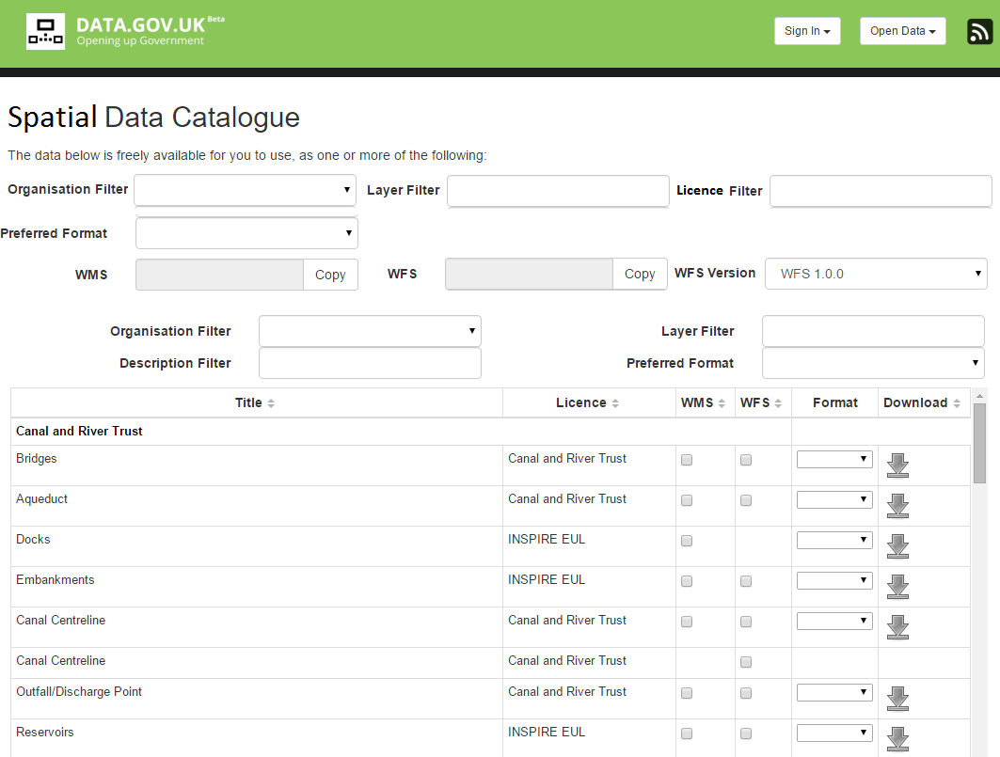 DATA.GOV.UK Beta
Opening up Government
Sign In
Open Data
Spatial Data Catalogue
The data below is freely available for you to use, as one or more of the following:
Organisation Filter Layer Filter Licence Filter
Preferred Format
WMS Copy WFS Copy WFS Version WFS 1.0.0
Organisation Filter Layer Filter
Description Filter Preferred Format
Title Licence WMS WFS Format Download
Canal and River Trust
Bridges Canal and River Trust
Aqueduct Canal and River Trust
Docks INSPIRE EUL
Embankments INSPIRE EUL
Canal Centreline Canal and River Trust
Canal Centreline Canal and River Trust
Outfall/Discharge Point Canal and River Trust
Reservoirs INSPIRE EUL